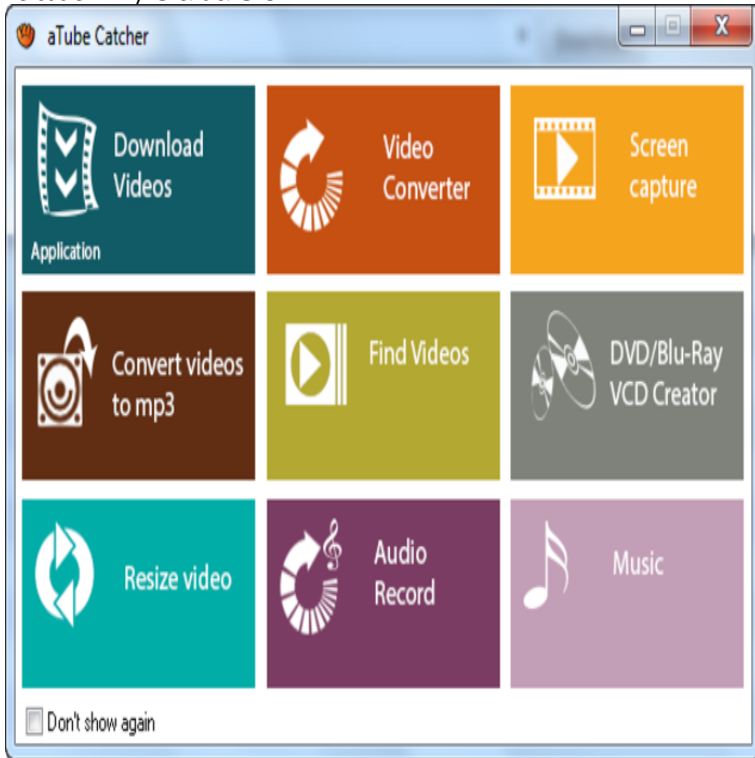 aTube Catcher
Download
Videos
Application
Video
Converter
Screen
capture
Convert videos
to mp3
Find Videos
DVD/Blu-Ray
VCD Creator
Resize video
Audio
Record
Music
Don't show again